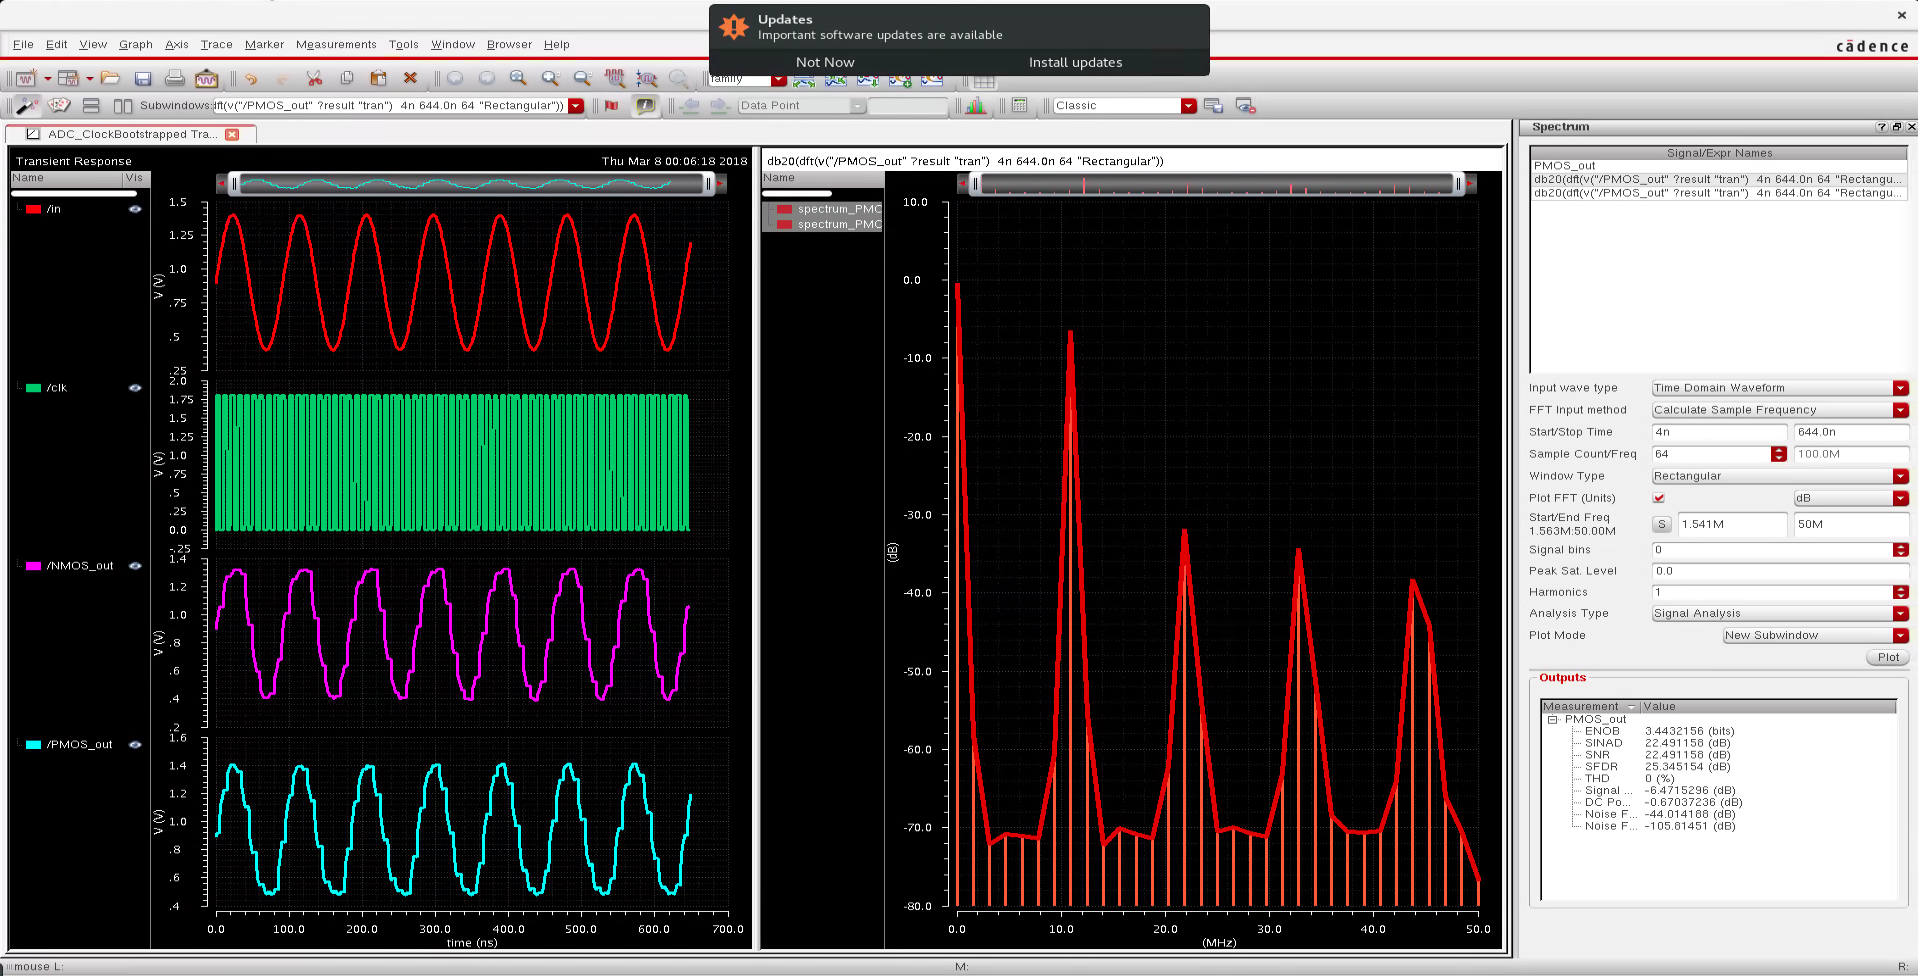 Updates
Important software updates are available
Not Now Install updates
File Edit View Graph Axis Trace Marker Measurements Tools Window Browser Help
cādence
family
Subwindows: dft(v("/PMOS_out" ?result "tran") 4n 644.0n 64 "Rectangular"))
Data Point
Classic
ADC_ClockBootstrapped Tra...
Transient Response Thu Mar 8 00:06:18 2018
Name Vis
/in
/clk
/NMOS_out
/PMOS_out
1.5
1.25
1.0
.75
.5
.25
V (V)
2.0
1.75
1.5
1.25
1.0
.75
.5
.25
0.0
-.25
V (V)
1.4
1.2
1.0
.8
.6
.4
.2
V (V)
1.6
1.4
1.2
1.0
.8
.6
.4
V (V)
0.0 100.0 200.0 300.0 400.0 500.0 600.0 700.0
time (ns)
db20(dft(v("/PMOS_out" ?result "tran") 4n 644.0n 64 "Rectangular"))
Name
spectrum_PMC
spectrum_PMC
10.0
0.0
-10.0
-20.0
-30.0
-40.0
-50.0
-60.0
-70.0
-80.0
(dB)
0.0 10.0 20.0 30.0 40.0 50.0
(MHz)
Spectrum
Signal/Expr Names
PMOS_out
db20(dft(v("/PMOS_out" ?result "tran") 4n 644.0n 64 "Rectangu...
db20(dft(v("/PMOS_out" ?result "tran") 4n 644.0n 64 "Rectangu...
Input wave type Time Domain Waveform
FFT Input method Calculate Sample Frequency
Start/Stop Time 4n 644.0n
Sample Count/Freq 64 100.0M
Window Type Rectangular
Plot FFT (Units) dB
Start/End Freq
1.563M:50.00M S 1.541M 50M
Signal bins 0
Peak Sat. Level 0.0
Harmonics 1
Analysis Type Signal Analysis
Plot Mode New Subwindow
Plot
Outputs
Measurement Value
PMOS_out
ENOB 3.4432156 (bits)
SINAD 22.491158 (dB)
SNR 22.491158 (dB)
SFDR 25.345154 (dB)
THD 0 (%)
Signal ... -6.4715296 (dB)
DC Po... -0.67037236 (dB)
Noise F... -44.014188 (dB)
Noise F... -105.81451 (dB)
mouse L: M: R: